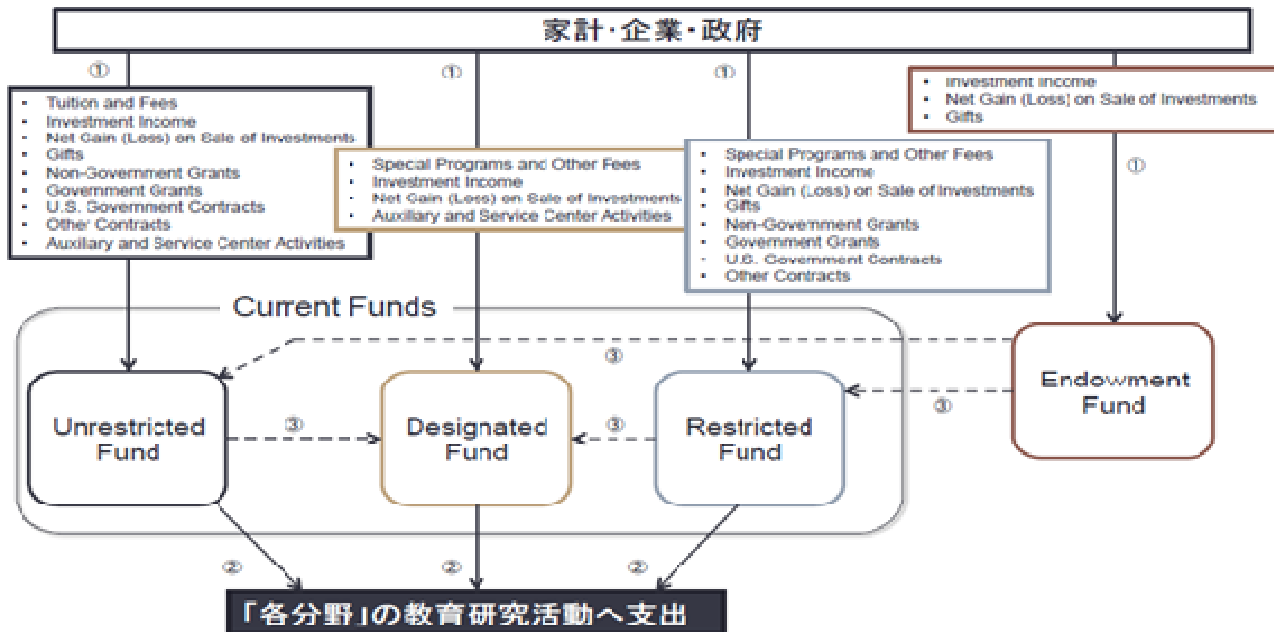 家計・企業・政府
①
①
①
• Tuition and Fees
• Investment Income
• Net Gain (Loss) on Sale of Investments
• Gifts
• Non-Government Grants
• Government Grants
• U.S. Government Contracts
• Other Contracts
• Auxiliary and Service Center Activities
• Special Programs and Other Fees
• Investment Income
• Net Gain (Loss) on Sale of Investments
• Auxiliary and Service Center Activities
• Special Programs and Other Fees
• Investment Income
• Net Gain (Loss) on Sale of Investments
• Gifts
• Non-Government Grants
• Government Grants
• U.S. Government Contracts
• Other Contracts
• Investment Income
• Net Gain (Loss) on Sale of Investments
• Gifts
①
Current Funds
③
Unrestricted
Fund
③
Designated
Fund
③
Restricted
Fund
③
Endowment
Fund
②
②
②
「各分野」の教育研究活動へ支出